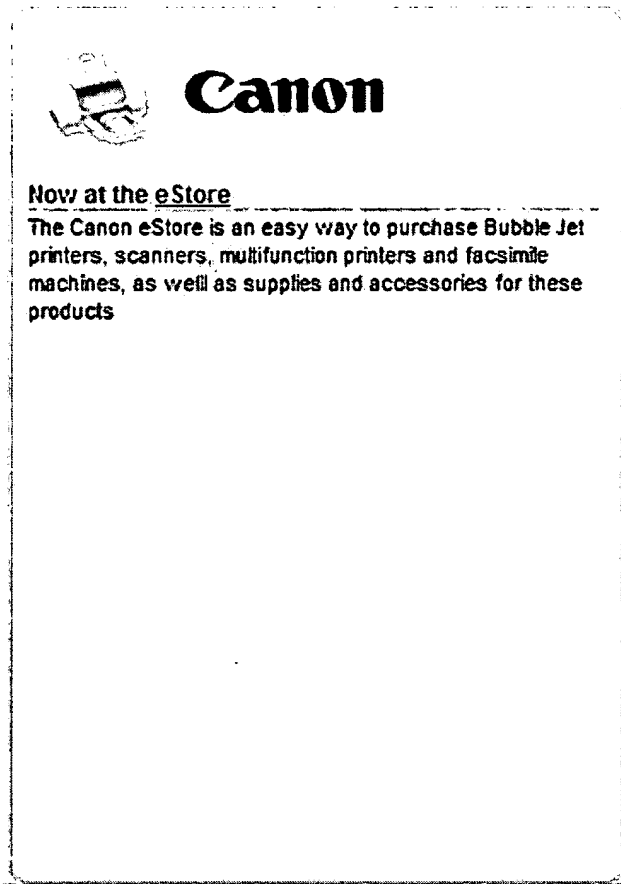 Canon
Now at the eStore
The Canon eStore is an easy way to purchase Bubble Jet
printers, scanners, multifunction printers and facsimile
machines, as well as supplies and accessories for these
products